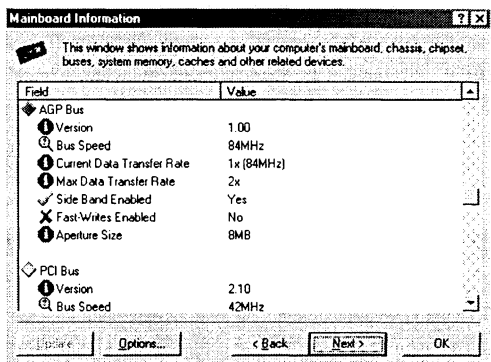 Mainboard Information
This window shows information about your computer's mainboard, chassis, chipset,
buses, system memory, caches and other related devices.
Field Value
AGP Bus
Version 1.00
Bus Speed 84MHz
Current Data Transfer Rate 1x (84MHz)
Max Data Transfer Rate 2x
Side Band Enabled Yes
Fast-Writes Enabled No
Aperture Size 8MB
PCI Bus
Version 2.10
Bus Speed 42MHz
Update Options... < Back Next > OK